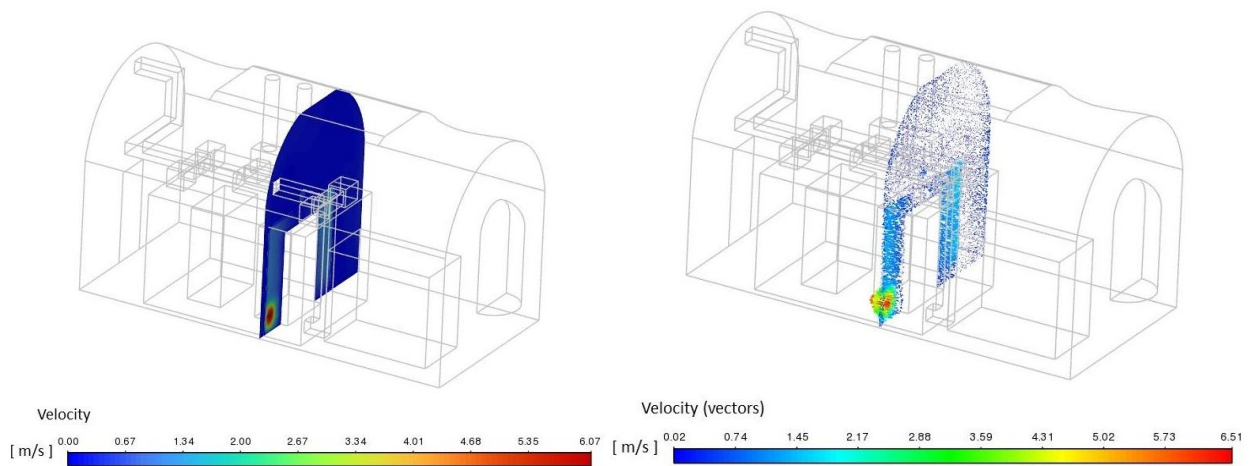 Velocity
[ m/s ] 0.00 0.67 1.34 2.00 2.67 3.34 4.01 4.68 5.35 6.07
Velocity (vectors)
[ m/s ] 0.02 0.74 1.45 2.17 2.88 3.59 4.31 5.02 5.73 6.51